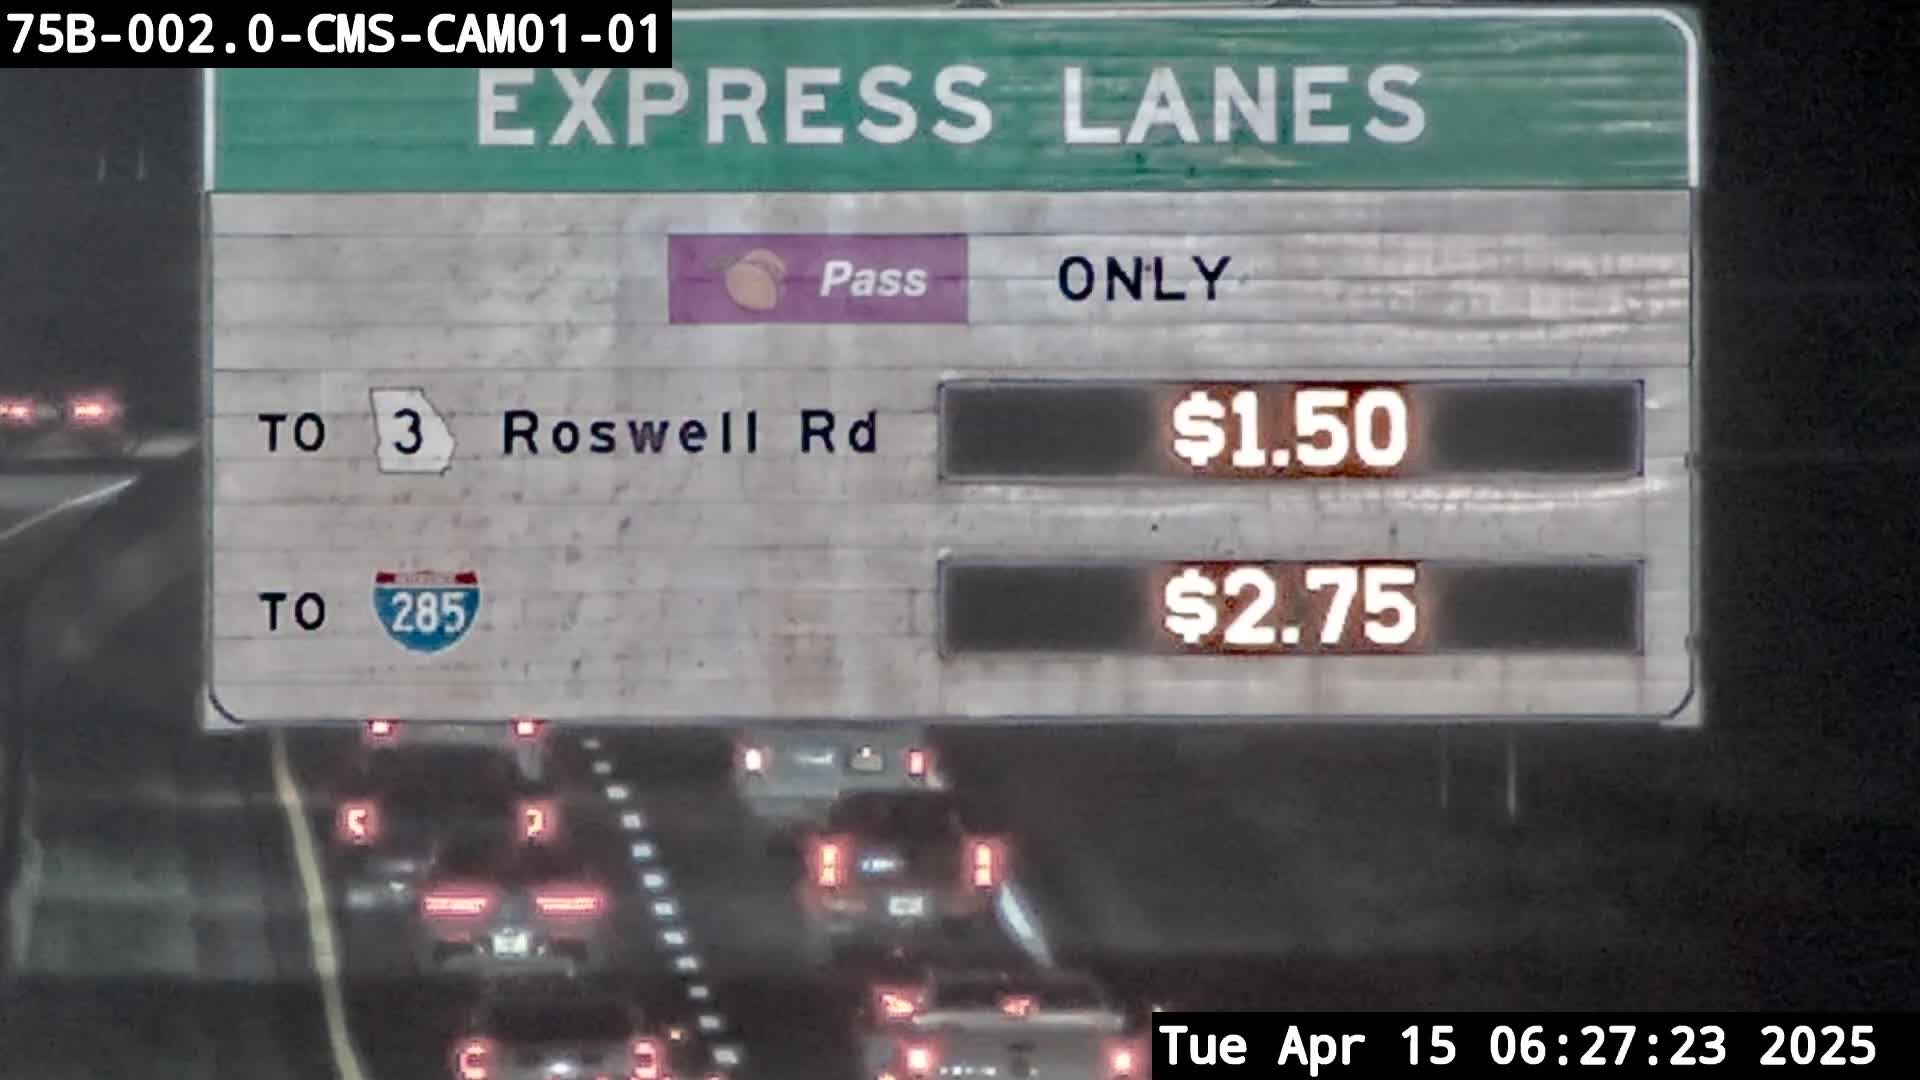 75B-002.0-CMS-CAM01-01
EXPRESS LANES
Pass ONLY
TO 3 Roswell Rd $1.50
TO 285 $2.75
Tue Apr 15 06:27:23 2025